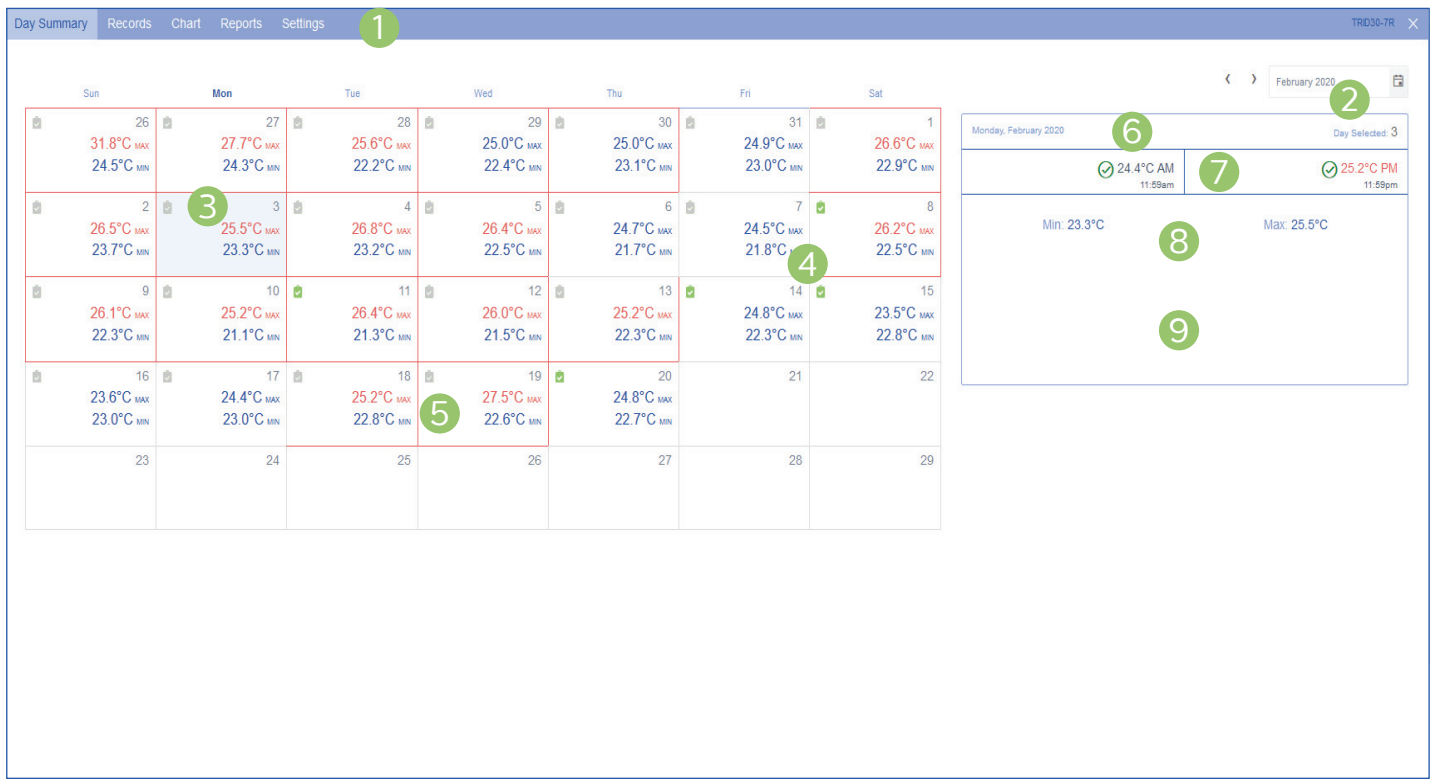 Day Summary Records Chart Reports Settings 1 TRID30-7R
February 2020 2
Sun Mon Tue Wed Thu Fri Sat
26 27 28 29 30 31 1
31.8°C MAX 27.7°C MAX 25.6°C MAX 25.0°C MAX 25.0°C MAX 24.9°C MAX 26.6°C MAX
24.5°C MIN 24.3°C MIN 22.2°C MIN 22.4°C MIN 23.1°C MIN 23.0°C MIN 22.9°C MIN
2 3 3 4 5 6 7 8
26.5°C MAX 25.5°C MAX 26.8°C MAX 26.4°C MAX 24.7°C MAX 24.5°C MAX 26.2°C MAX
23.7°C MIN 23.3°C MIN 23.2°C MIN 22.5°C MIN 21.7°C MIN 21.8°C 22.5°C MIN
4
9 10 11 12 13 14 15
26.1°C MAX 25.2°C MAX 26.4°C MAX 26.0°C MAX 25.2°C MAX 24.8°C MAX 23.5°C MAX
22.3°C MIN 21.1°C MIN 21.3°C MIN 21.5°C MIN 22.3°C MIN 22.3°C MIN 22.8°C MIN
16 17 18 19 20 21 22
23.6°C MAX 24.4°C MAX 25.2°C MAX 27.5°C MAX 24.8°C MAX
23.0°C MIN 23.0°C MIN 22.8°C MIN 5 22.6°C MIN 22.7°C MIN
23 24 25 26 27 28 29
Monday, February 2020 6 Day Selected: 3
24.4°C AM 7 25.2°C PM
11:59am 11:59pm
Min: 23.3°C 8 Max: 25.5°C
9